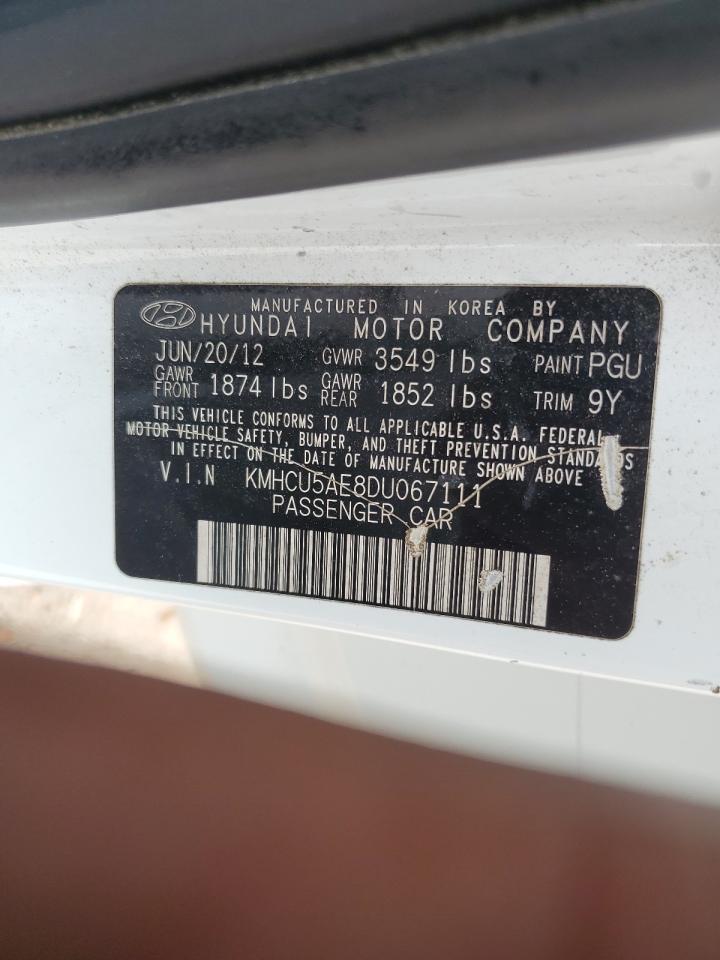 MANUFACTURED IN KOREA BY
HYUNDAI MOTOR COMPANY
JUN/20/12 GVWR 3549 lbs PAINT PGU
GAWR FRONT 1874 lbs GAWR REAR 1852 lbs TRIM 9Y
THIS VEHICLE CONFORMS TO ALL APPLICABLE U.S.A. FEDERAL
MOTOR VEHICLE SAFETY, BUMPER, AND THEFT PREVENTION STANDARDS
IN EFFECT ON THE DATE OF MANUFACTURE SHOWN ABOVE
V.I.N KMHCU5AE8DU067111
PASSENGER CAR